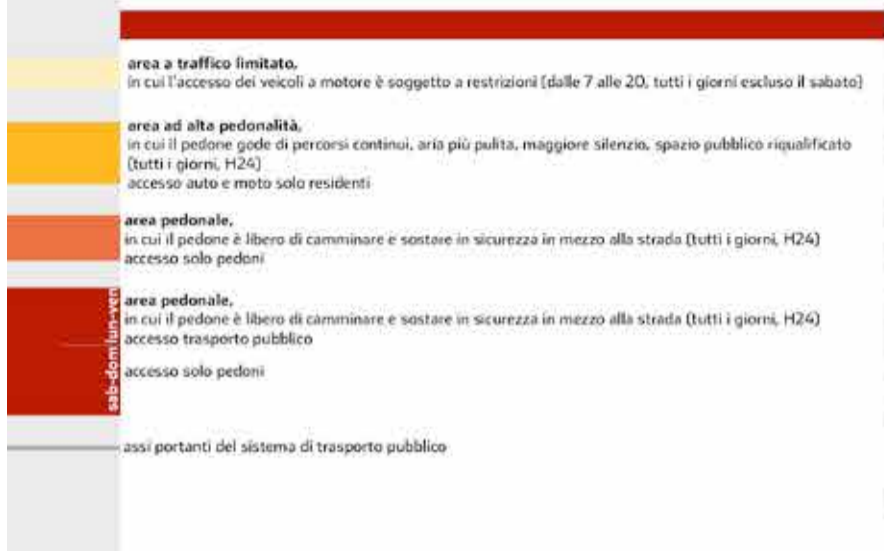 area a traffico limitato,
in cui l'accesso dei veicoli a motore è soggetto a restrizioni (dalle 7 alle 20, tutti i giorni escluso il sabato)
area ad alta pedonalità,
in cui il pedone gode di percorsi continui, aria più pulita, maggiore silenzio, spazio pubblico riqualificato
(tutti i giorni, H24)
accesso auto e moto solo residenti
area pedonale,
in cui il pedone è libero di camminare e sostare in sicurezza in mezzo alla strada (tutti i giorni, H24)
accesso solo pedoni
area pedonale,
in cui il pedone è libero di camminare e sostare in sicurezza in mezzo alla strada (tutti i giorni, H24)
lun-ven
accesso trasporto pubblico
sab-dom
accesso solo pedoni
assi portanti del sistema di trasporto pubblico